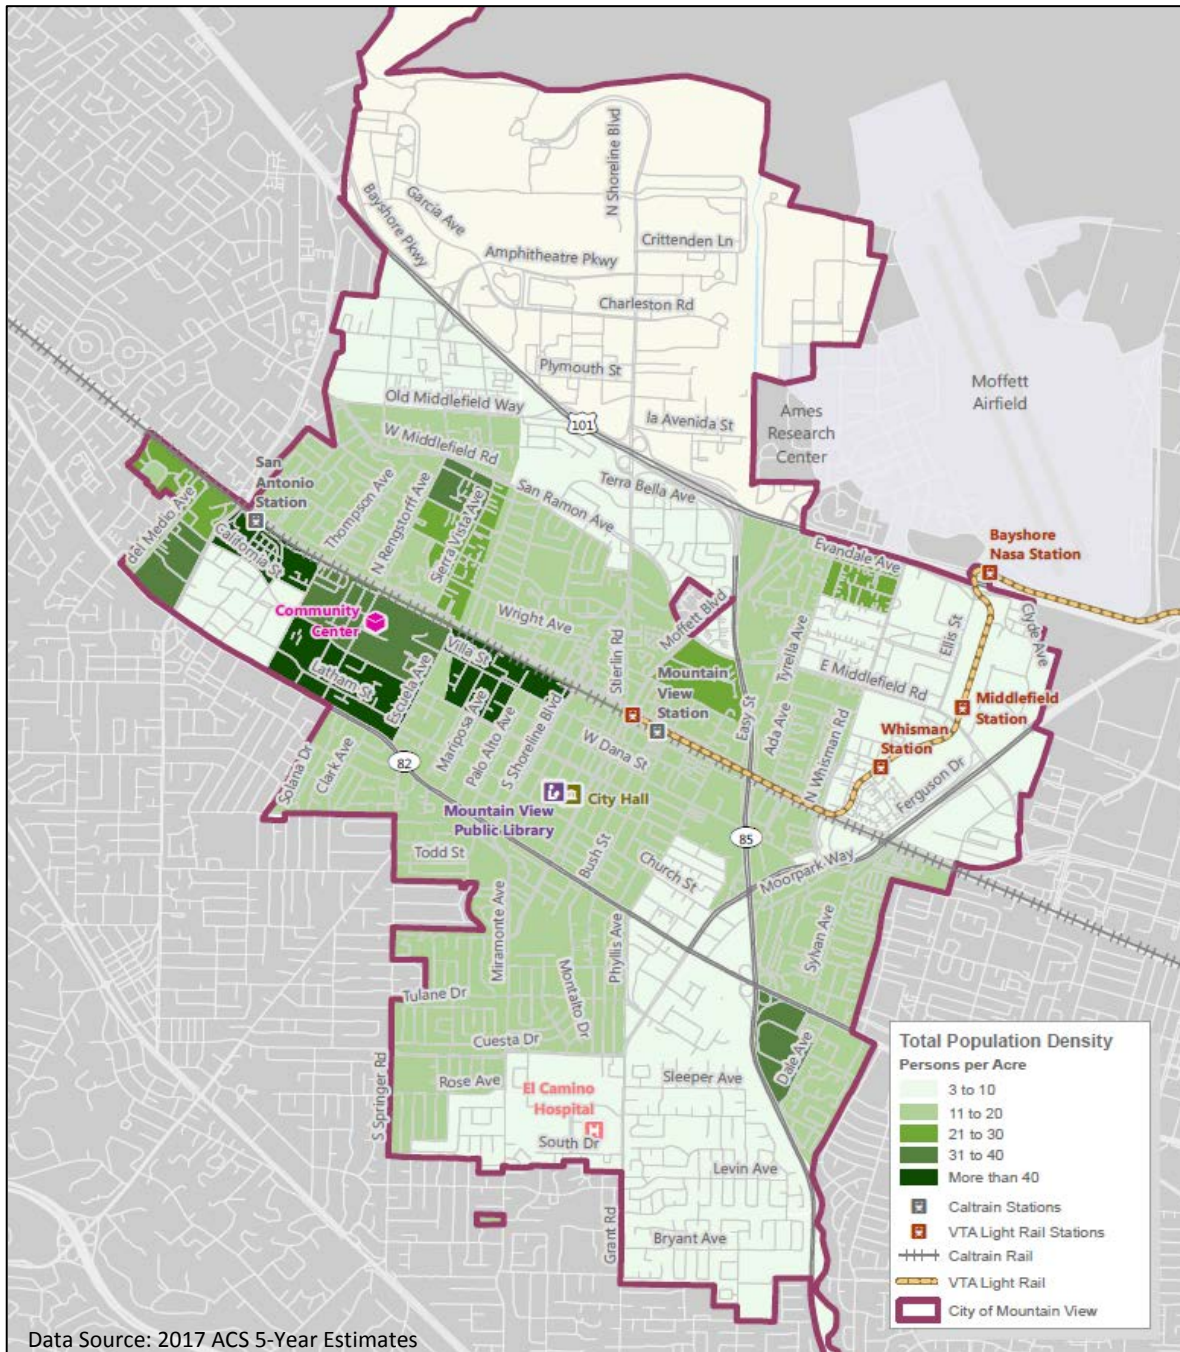 N Shoreline Blvd
Garcia Ave
Bayshore Pkwy
Crittenden Ln
Amphitheatre Pkwy
Charleston Rd
Plymouth St
Moffett
Airfield
Old Middlefield Way
101
la Avenida St
Ames
Research
Center
W Middlefield Rd
San
Antonio
Station
Terra Bella Ave
San Ramon Ave
Thompson Ave
N Rengstorff Ave
Sierra Vista Ave
del Medio Ave
California St
Evandale Ave
Bayshore
Nasa Station
Community
Center
Wright Ave
Moffett Blvd
Ellis St
Clyde Ave
Villa St
Stierlin Rd
Tyrella Ave
E Middlefield Rd
Latham St
Escuela Ave
Mountain
View
Station
Middlefield
Station
Easy St
Ada Ave
Whisman
Station
Mariposa Ave
Palo Alto Ave
S Shoreline Blvd
W Dana St
N Whisman Rd
Solana Dr
Clark Ave
82
Ferguson Dr
City Hall
Mountain View
Public Library
85
Todd St
Bush St
Church St
Moorpark Way
Miramonte Ave
Phyllis Ave
Sylvan Ave
Montalto Dr
Tulane Dr
Cuesta Dr
Dale Ave
S Springer Rd
Rose Ave
El Camino
Hospital
H
Sleeper Ave
South Dr
Levin Ave
Grant Rd
Bryant Ave
Total Population Density
Persons per Acre
3 to 10
11 to 20
21 to 30
31 to 40
More than 40
Caltrain Stations
VTA Light Rail Stations
Caltrain Rail
VTA Light Rail
City of Mountain View
Data Source: 2017 ACS 5-Year Estimates